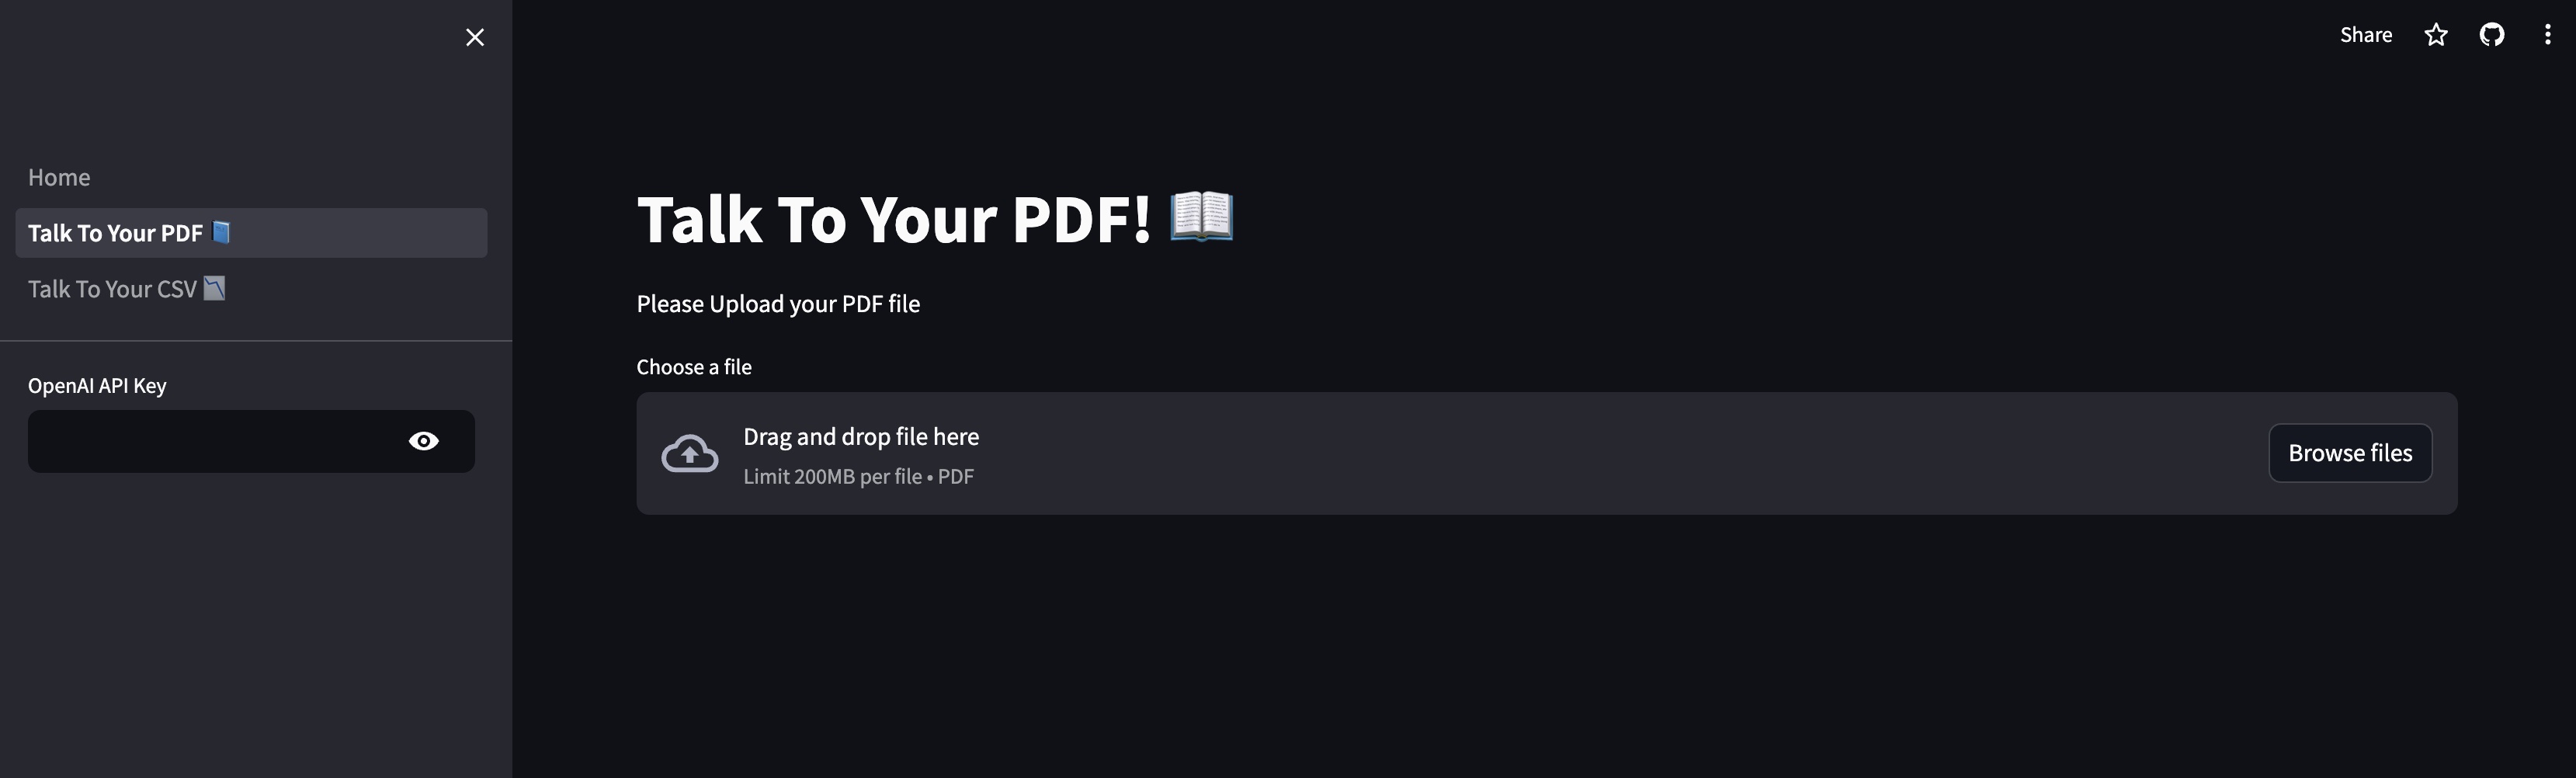 Share
Home
Talk To Your PDF 📘
Talk To Your CSV 📉
OpenAI API Key
Talk To Your PDF! 📖
Please Upload your PDF file
Choose a file
Drag and drop file here
Limit 200MB per file • PDF
Browse files